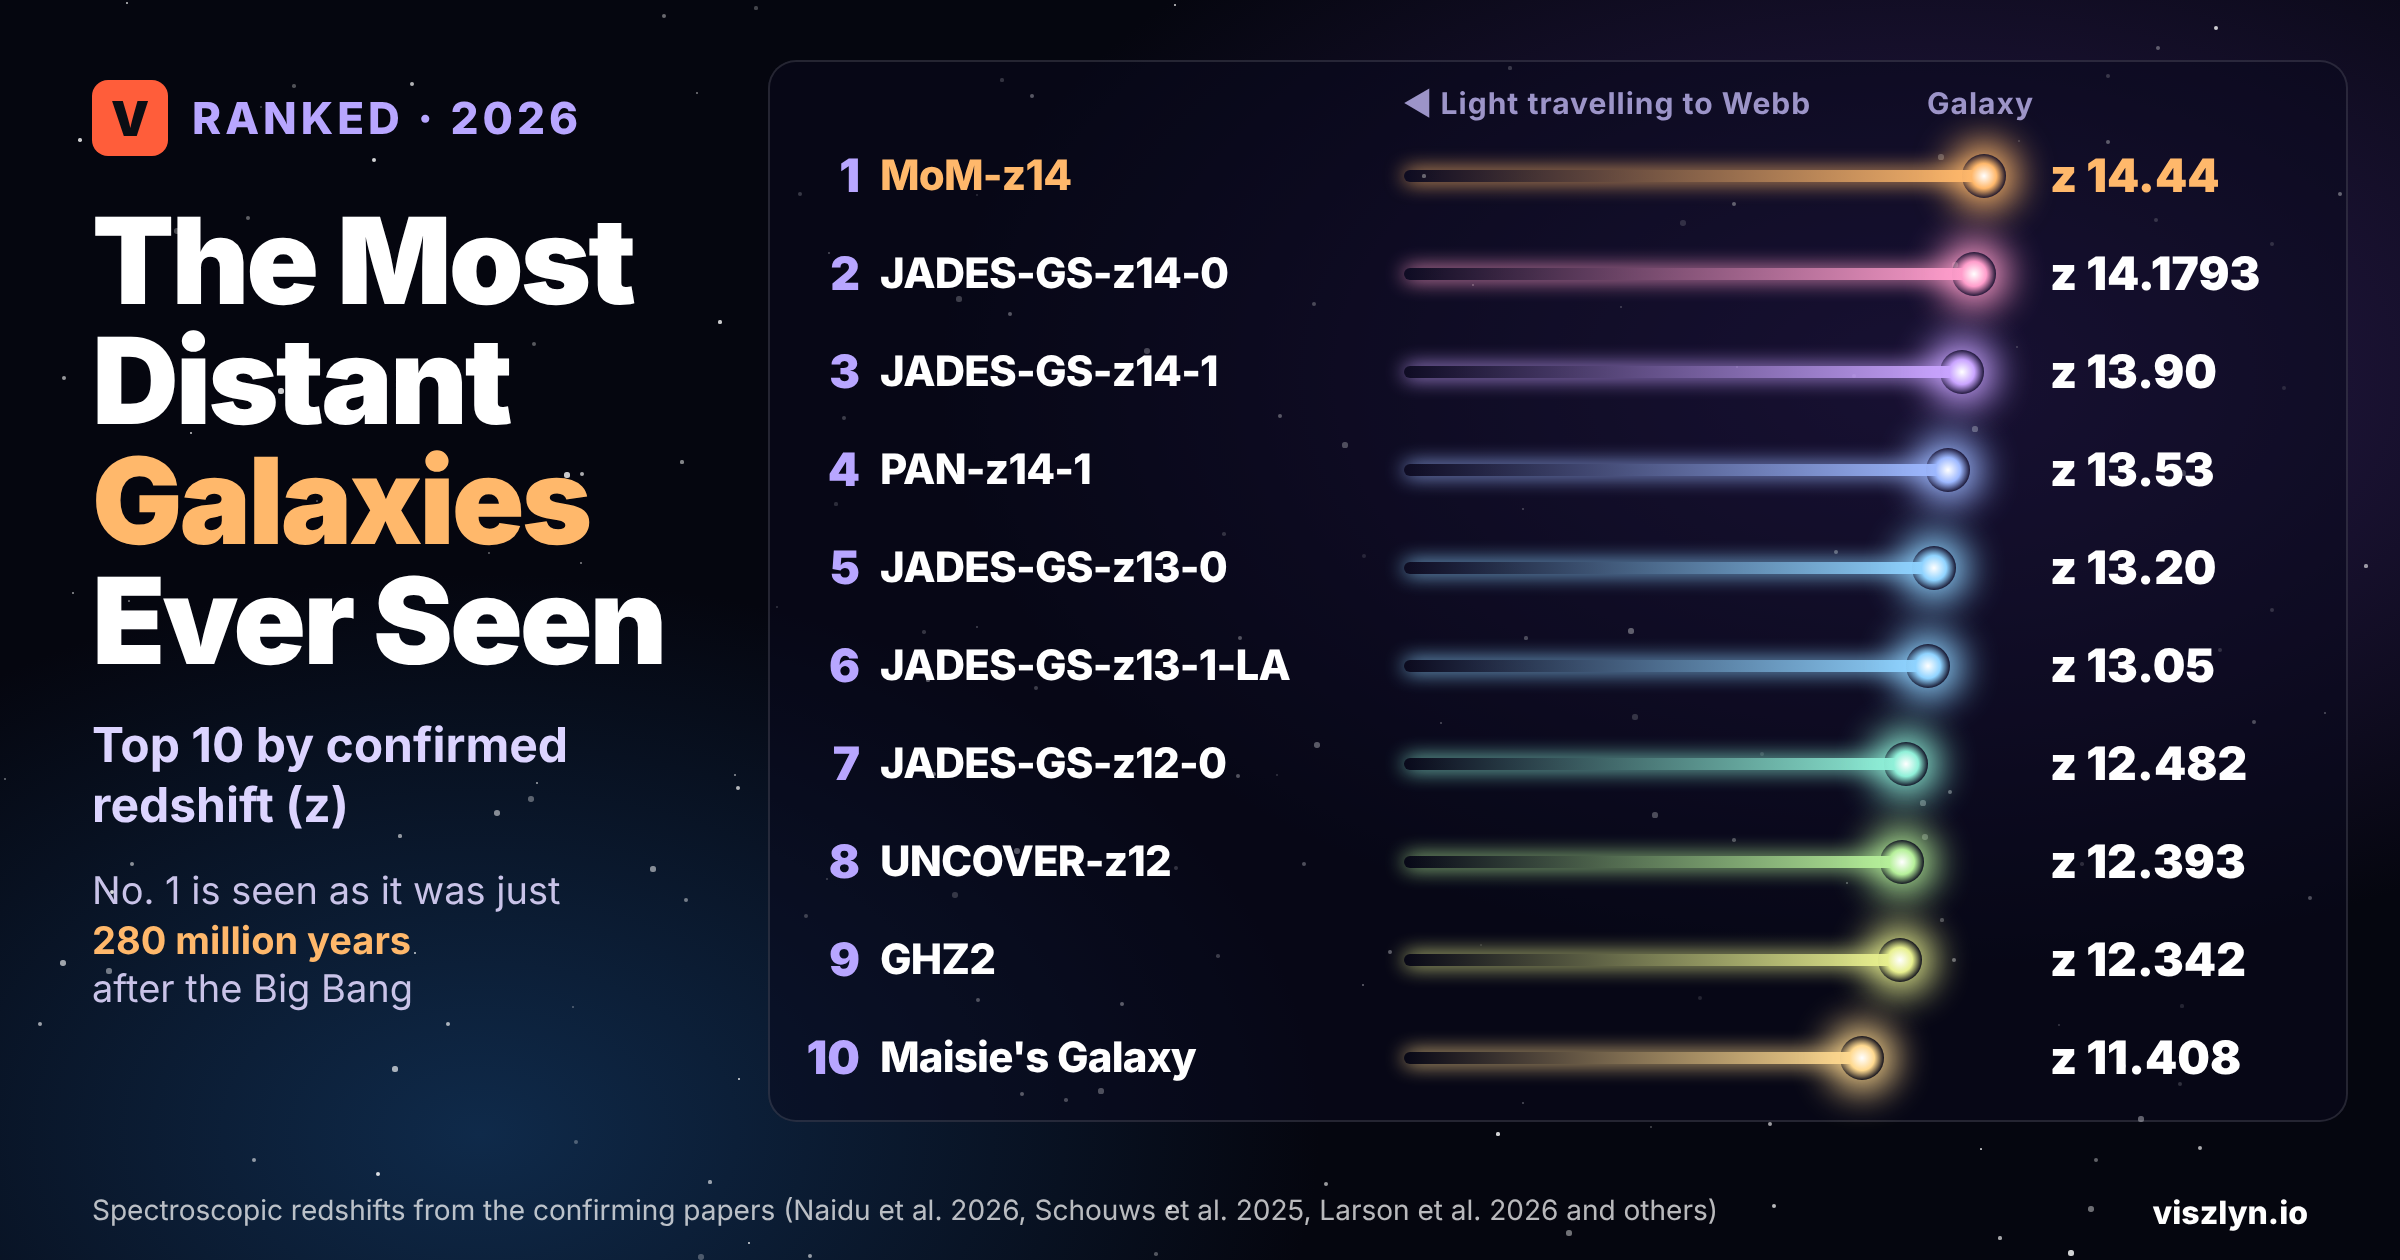 V RANKED · 2026
The Most
Distant
Galaxies
Ever Seen
Top 10 by confirmed
redshift (z)
No. 1 is seen as it was just
280 million years
after the Big Bang
◀ Light travelling to Webb Galaxy
1 MoM-z14 z 14.44
2 JADES-GS-z14-0 z 14.1793
3 JADES-GS-z14-1 z 13.90
4 PAN-z14-1 z 13.53
5 JADES-GS-z13-0 z 13.20
6 JADES-GS-z13-1-LA z 13.05
7 JADES-GS-z12-0 z 12.482
8 UNCOVER-z12 z 12.393
9 GHZ2 z 12.342
10 Maisie's Galaxy z 11.408
Spectroscopic redshifts from the confirming papers (Naidu et al. 2026, Schouws et al. 2025, Larson et al. 2026 and others)
viszlyn.io